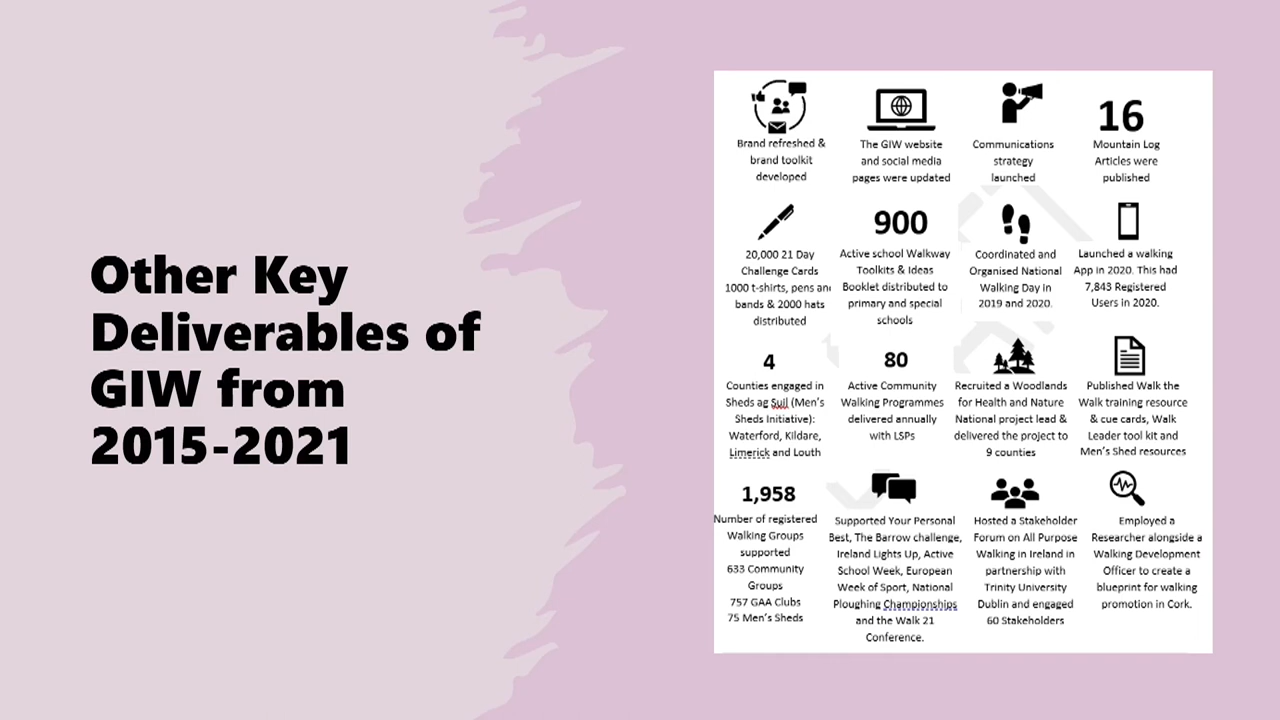 Other Key
Deliverables of
GIW from
2015-2021
Brand refreshed &
brand toolkit
developed
The GIW website
and social media
pages were updated
Communications
strategy
launched
16
Mountain Log
Articles were
published
20,000 21 Day
Challenge Cards
1000 t-shirts, pens and
bands & 2000 hats
distributed
900
Active school Walkway
Toolkits & Ideas
Booklet distributed to
primary and special
schools
Coordinated and
Organised National
Walking Day in
2019 and 2020.
Launched a walking
App in 2020. This had
7,843 Registered
Users in 2020.
4
Counties engaged in
Sheds ag Suil (Men's
Sheds Initiative):
Waterford, Kildare,
Limerick and Louth
80
Active Community
Walking Programmes
delivered annually
with LSPs
Recruited a Woodlands
for Health and Nature
National project lead &
delivered the project to
9 counties
Published Walk the
Walk training resource
& cue cards, Walk
Leader tool kit and
Men's Shed resources
1,958
Number of registered
Walking Groups
supported
633 Community
Groups
757 GAA Clubs
75 Men's Sheds
Supported Your Personal
Best, The Barrow challenge,
Ireland Lights Up, Active
School Week, European
Week of Sport, National
Ploughing Championships
and the Walk 21
Conference.
Hosted a Stakeholder
Forum on All Purpose
Walking in Ireland in
partnership with
Trinity University
Dublin and engaged
60 Stakeholders
Employed a
Researcher alongside a
Walking Development
Officer to create a
blueprint for walking
promotion in Cork.